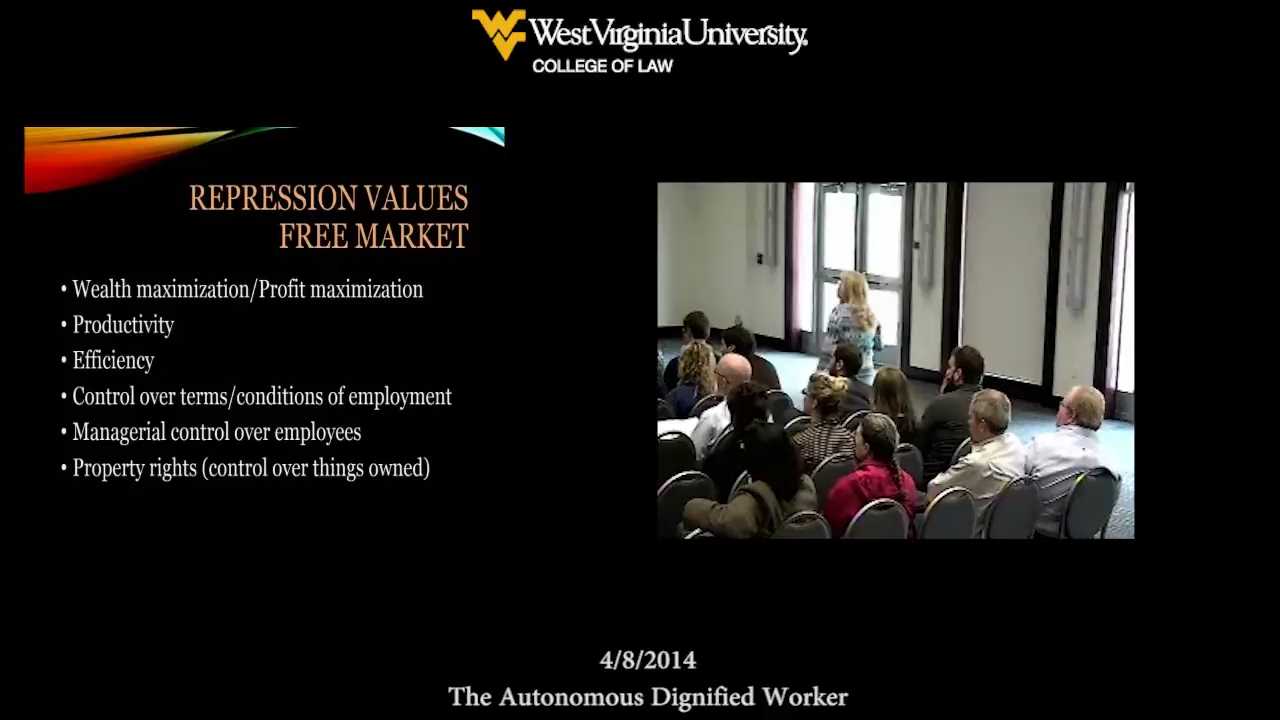 WestVirginiaUniversity.
COLLEGE OF LAW
REPRESSION VALUES
FREE MARKET
• Wealth maximization/Profit maximization
• Productivity
• Efficiency
• Control over terms/conditions of employment
• Managerial control over employees
• Property rights (control over things owned)
4/8/2014
The Autonomous Dignified Worker